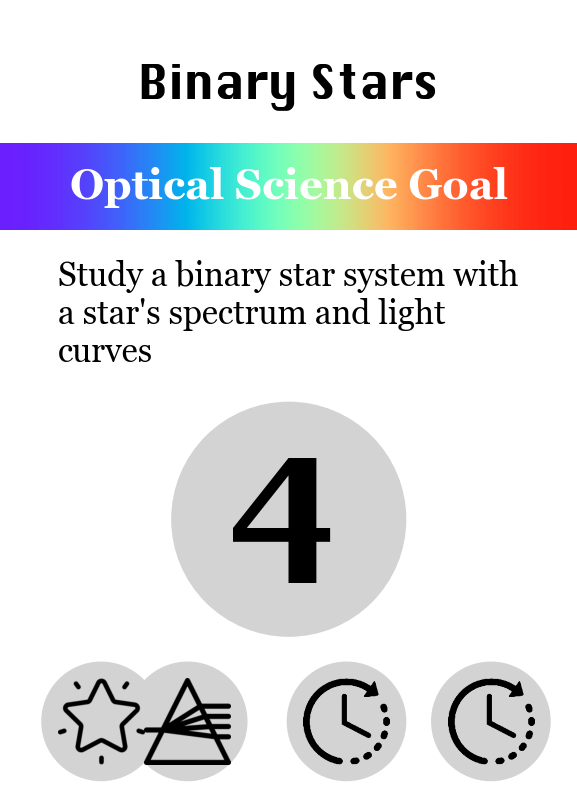 Binary Stars
Optical Science Goal
Study a binary star system with
a star's spectrum and light
curves
4